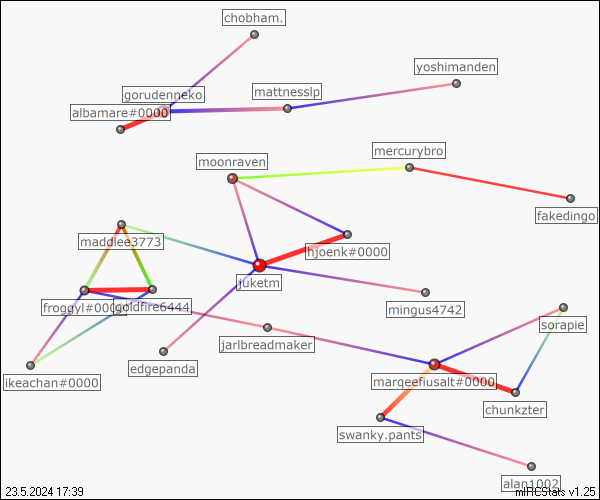 chobham.
yoshimanden
gorudenneko
mattnesslp
albamare#0000
mercurybro
moonraven
fakedingo
maddiee3773
hjoenk#0000
juketm
froggyl#0000
goldfire6444
mingus4742
sorapie
jarlbreadmaker
edgepanda
ikeachan#0000
marqeefiusalt#0000
chunkzter
swanky.pants
alan1002
23.5.2024 17:39
mIRCStats v1.25